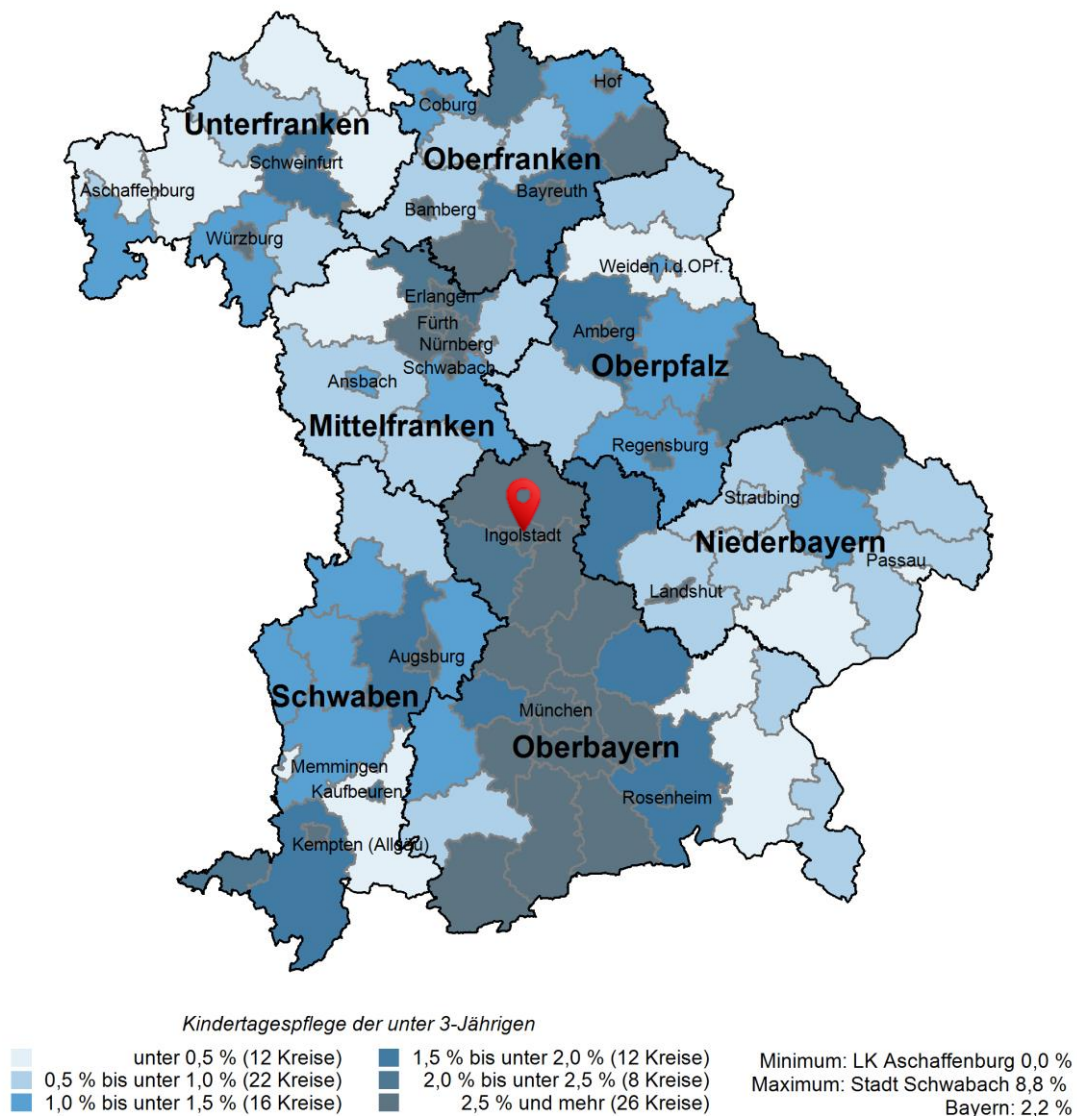 Hof
Coburg
Unterfranken
Oberfranken
Schweinfurt
Aschaffenburg
Bayreuth
Bamberg
Würzburg
Weiden i.d.OPf.
Erlangen
Fürth
Nürnberg
Amberg
Schwabach
Oberpfalz
Ansbach
Mittelfranken
Regensburg
Straubing
Ingolstadt
Niederbayern
Passau
Landshut
Augsburg
Schwaben
München
Oberbayern
Memmingen
Kaufbeuren
Rosenheim
Kempten (Allgäu)
Kindertagespflege der unter 3-Jährigen
unter 0,5 % (12 Kreise)
0,5 % bis unter 1,0 % (22 Kreise)
1,0 % bis unter 1,5 % (16 Kreise)
1,5 % bis unter 2,0 % (12 Kreise)
2,0 % bis unter 2,5 % (8 Kreise)
2,5 % und mehr (26 Kreise)
Minimum: LK Aschaffenburg 0,0 %
Maximum: Stadt Schwabach 8,8 %
Bayern: 2,2 %